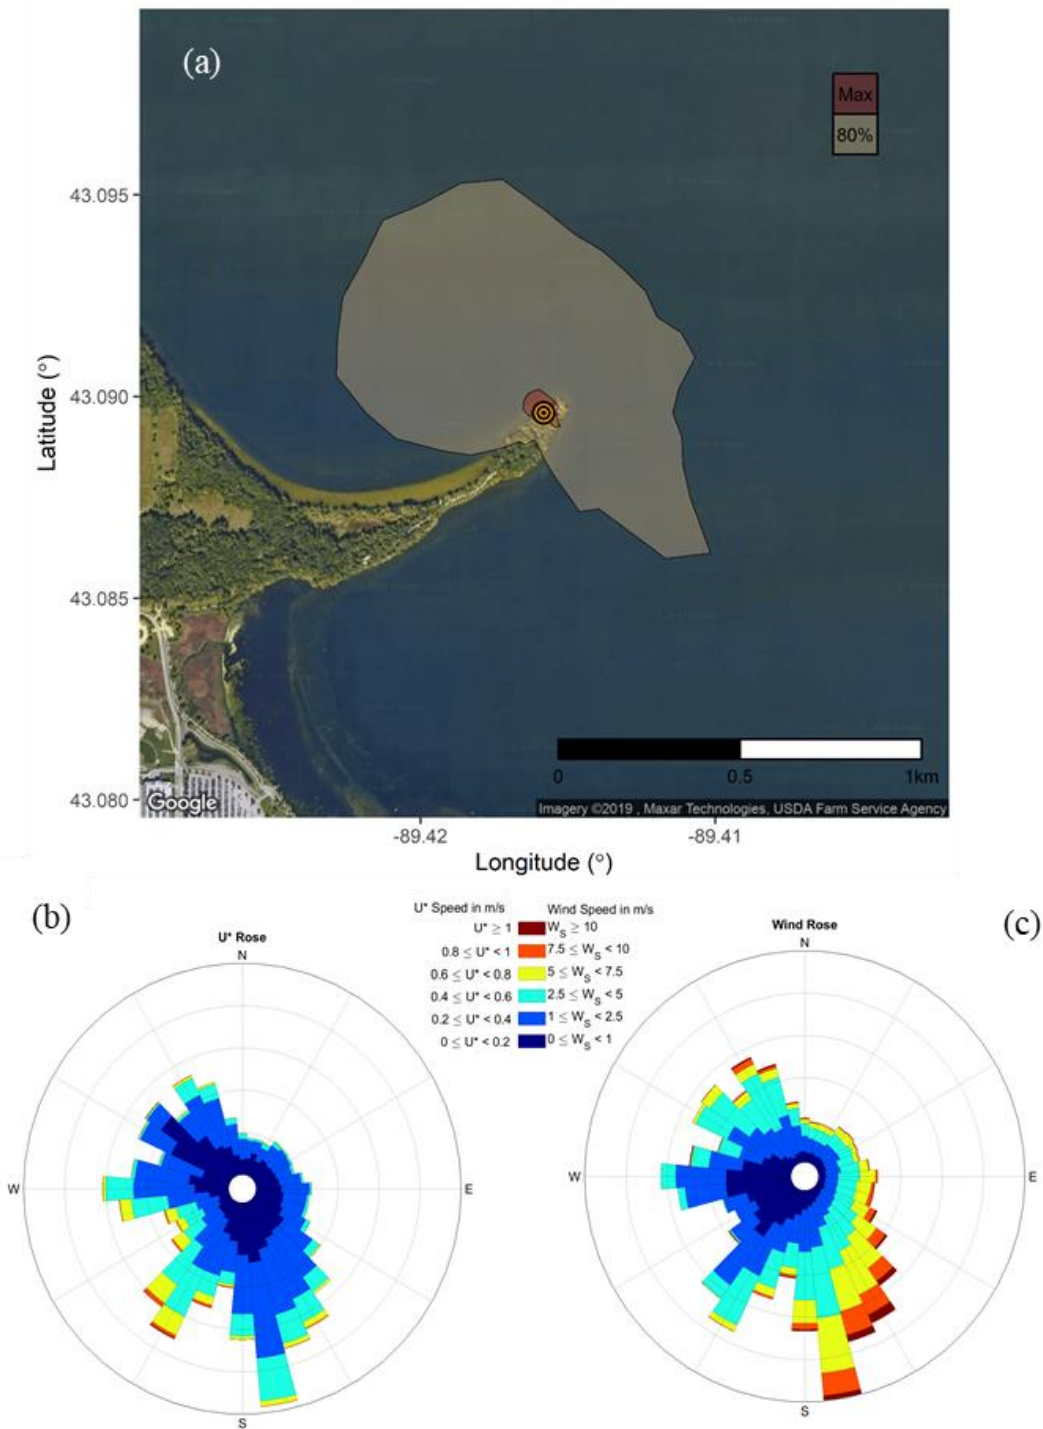 (a)
Max
80%
43.095
43.090
43.085
43.080
Latitude (°)
0
0.5
1km
Google
Imagery ©2019 , Maxar Technologies, USDA Farm Service Agency
-89.42
-89.41
Longitude (°)
(b)
(c)
U* Speed in m/s
Wind Speed in m/s
U* ≥ 1
W_S ≥ 10
0.8 ≤ U* < 1
7.5 ≤ W_S < 10
0.6 ≤ U* < 0.8
5 ≤ W_S < 7.5
0.4 ≤ U* < 0.6
2.5 ≤ W_S < 5
0.2 ≤ U* < 0.4
1 ≤ W_S < 2.5
0 ≤ U* < 0.2
0 ≤ W_S < 1
U* Rose
N
W
E
S
Wind Rose
N
W
E
S